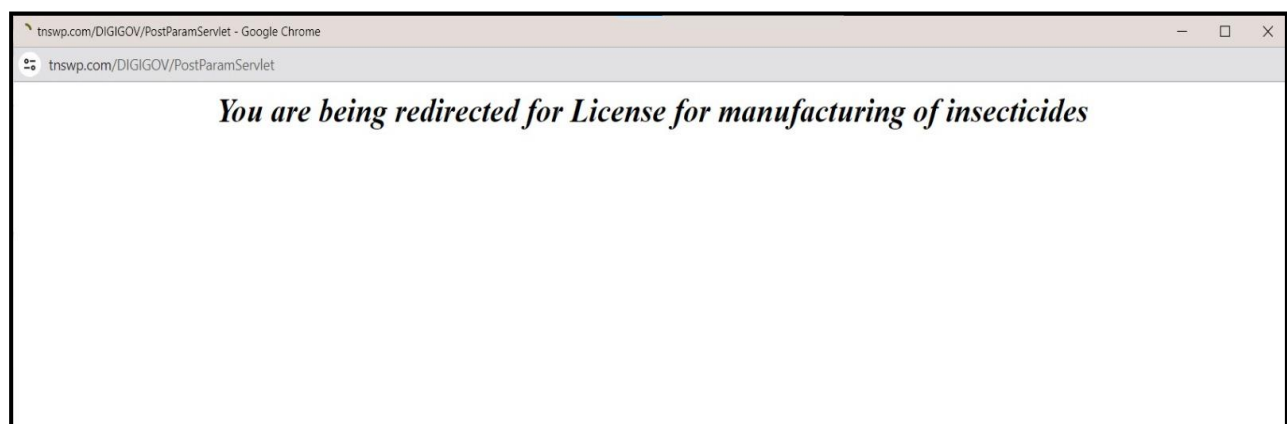 tnswp.com/DIGIGOV/PostParamServlet - Google Chrome
tnswp.com/DIGIGOV/PostParamServlet
You are being redirected for License for manufacturing of insecticides